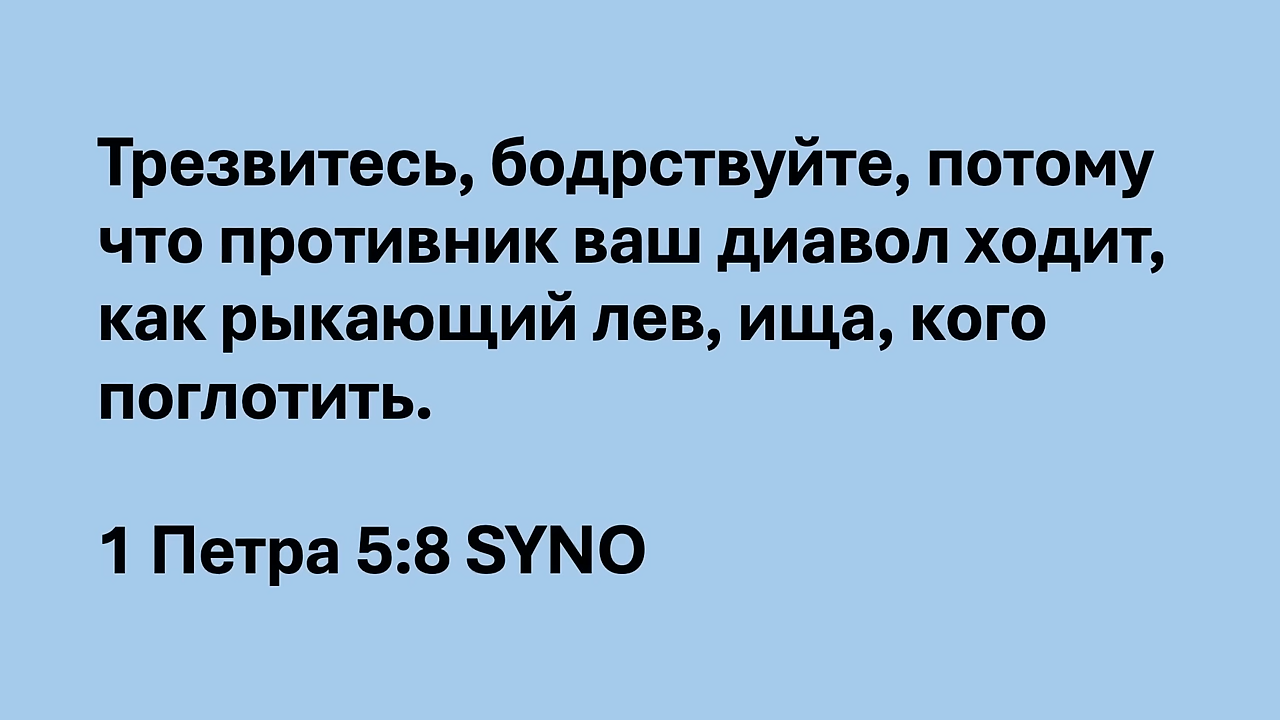 Трезвитесь, бодрствуйте, потому
что противник ваш диавол ходит,
как рыкающий лев, ища, кого
поглотить.
1 Петра 5:8 SYNO